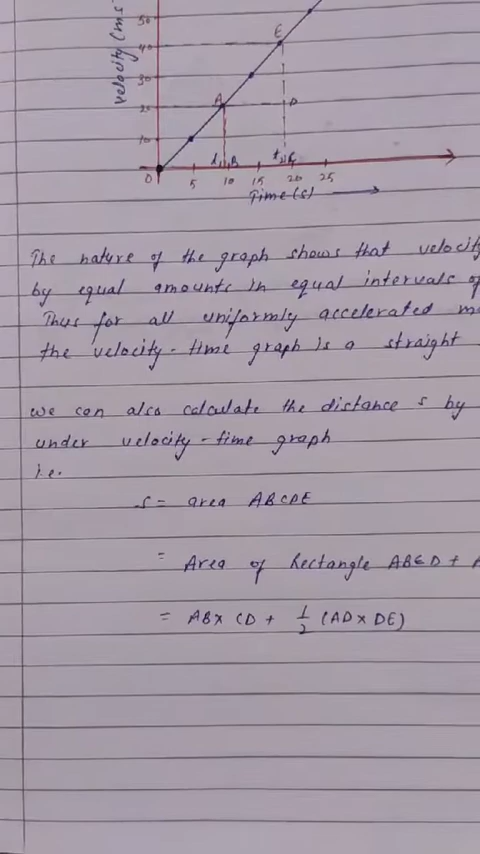 50
Velocity (ms
40
E
30
20
A
D
10
0
5
10
15
20
25
Time (s)
The nature of the graph shows that velocity
by equal amounts in equal intervals of
Thus for all uniformly accelerated m
the velocity-time graph is a straight
we can also calculate the distance s by
under velocity-time graph
i.e.
S = area ABCDE
= Area of Rectangle ABCD + A
= AB× CD + 1/2 (AD× DE)